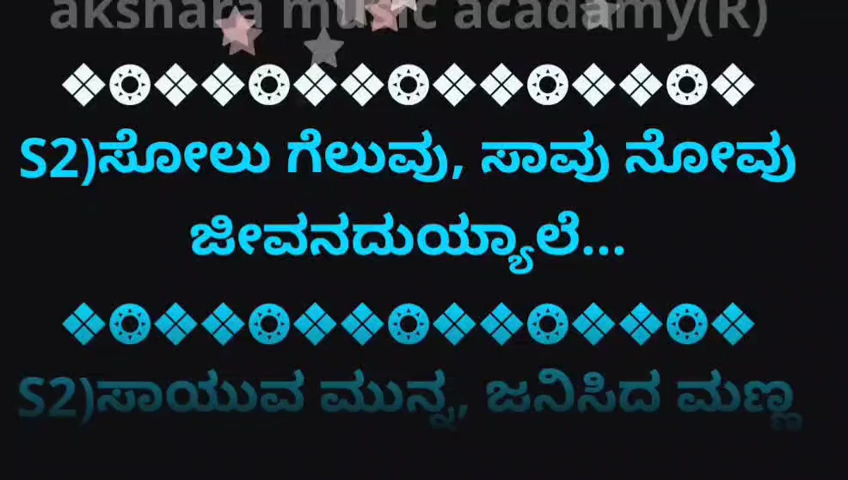 akshara music acadamy(R)
S2)ಸೋಲು ಗೆಲುವು, ಸಾವು ನೋವು
ಜೀವನದುಯ್ಯಾಲೆ...
S2)ಸಾಯುವ ಮುನ್ನ, ಜನಿಸಿದ ಮಣ್ಣ